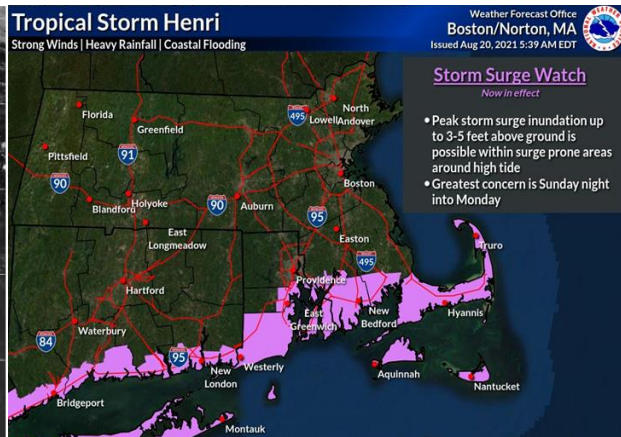 Tropical Storm Henri
Strong Winds | Heavy Rainfall | Coastal Flooding
Weather Forecast Office
Boston/Norton, MA
Issued Aug 20, 2021 5:39 AM EDT
Storm Surge Watch
Now in effect
• Peak storm surge inundation up
to 3-5 feet above ground is
possible within surge prone areas
around high tide
• Greatest concern is Sunday night
into Monday
Florida
Greenfield
495
Lowell
North
Andover
Pittsfield
91
90
Blandford
Holyoke
90
Auburn
Boston
East
Longmeadow
95
Easton
495
Truro
Hartford
Providence
East
Greenwich
New
Bedford
Hyannis
Waterbury
84
95
New
London
Westerly
Aquinnah
Nantucket
Bridgeport
Montauk